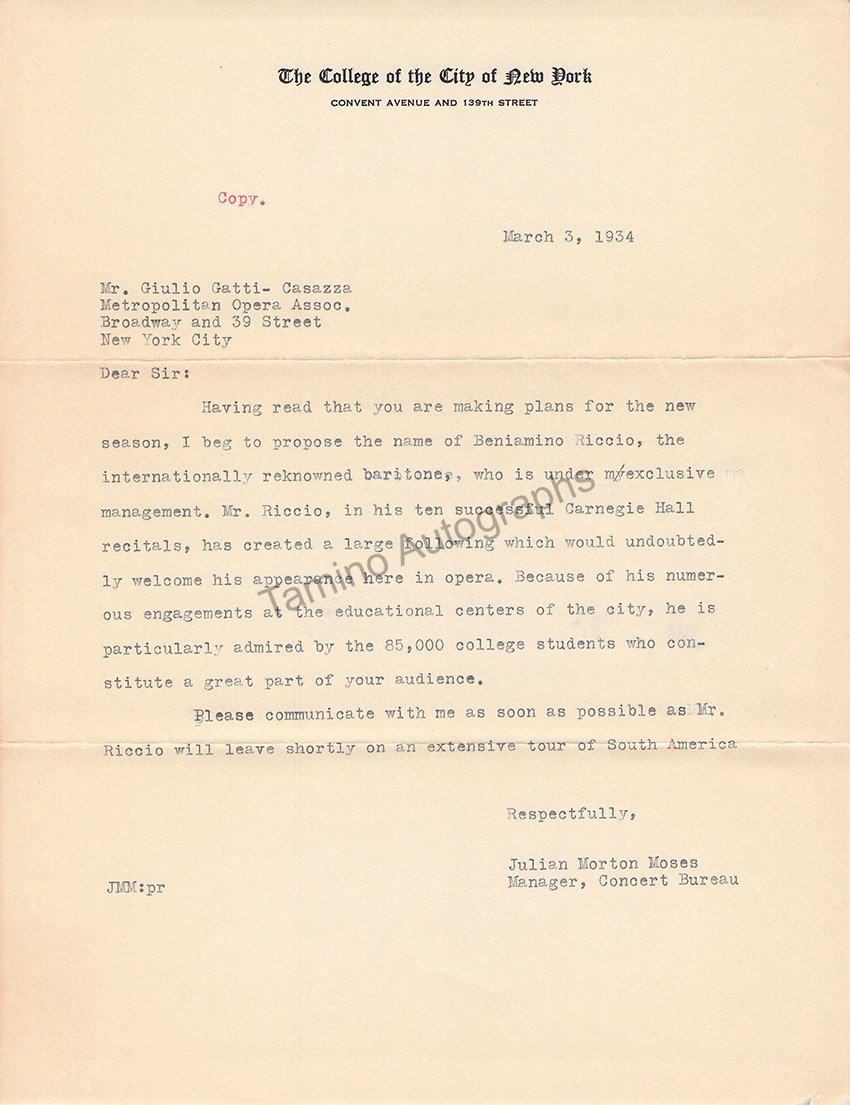 The College of the City of New York
CONVENT AVENUE AND 139TH STREET
Copy.
March 3, 1934
Mr. Giulio Gatti- Casazza
Metropolitan Opera Assoc.
Broadway and 39 Street
New York City
Dear Sir:
Having read that you are making plans for the new
season, I beg to propose the name of Beniamino Riccio, the
internationally reknowned baritone,, who is under my exclusive
management. Mr. Riccio, in his ten successful Carnegie Hall
recitals, has created a large following which would undoubted-
ly welcome his appearance here in opera. Because of his numer-
ous engagements at the educational centers of the city, he is
particularly admired by the 85,000 college students who con-
stitute a great part of your audience.
Please communicate with me as soon as possible as Mr.
Riccio will leave shortly on an extensive tour of South America
Respectfully,
Julian Morton Moses
Manager, Concert Bureau
JMM:pr
Tamino Autographs